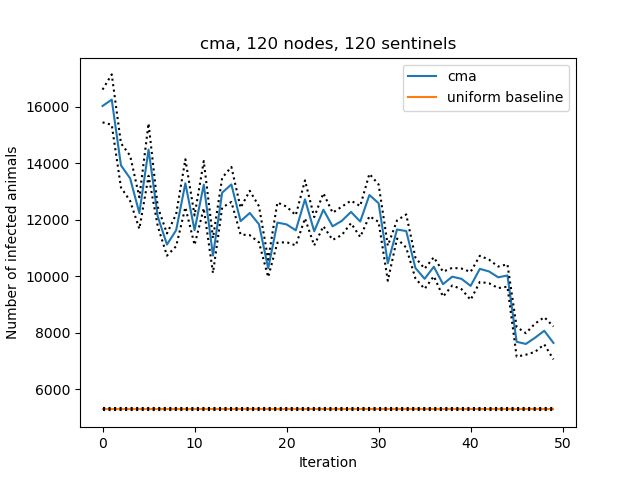 cma, 120 nodes, 120 sentinels
cma
uniform baseline
Number of infected animals
16000
14000
12000
10000
8000
6000
0 10 20 30 40 50
Iteration